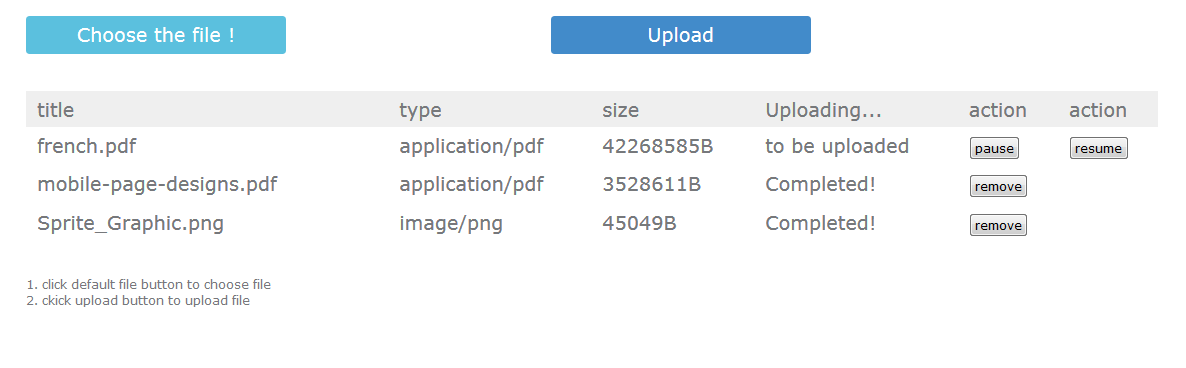 Choose the file ! Upload
title type size Uploading... action action
french.pdf application/pdf 42268585B to be uploaded pause resume
mobile-page-designs.pdf application/pdf 3528611B Completed! remove
Sprite_Graphic.png image/png 45049B Completed! remove
1. click default file button to choose file
2. ckick upload button to upload file